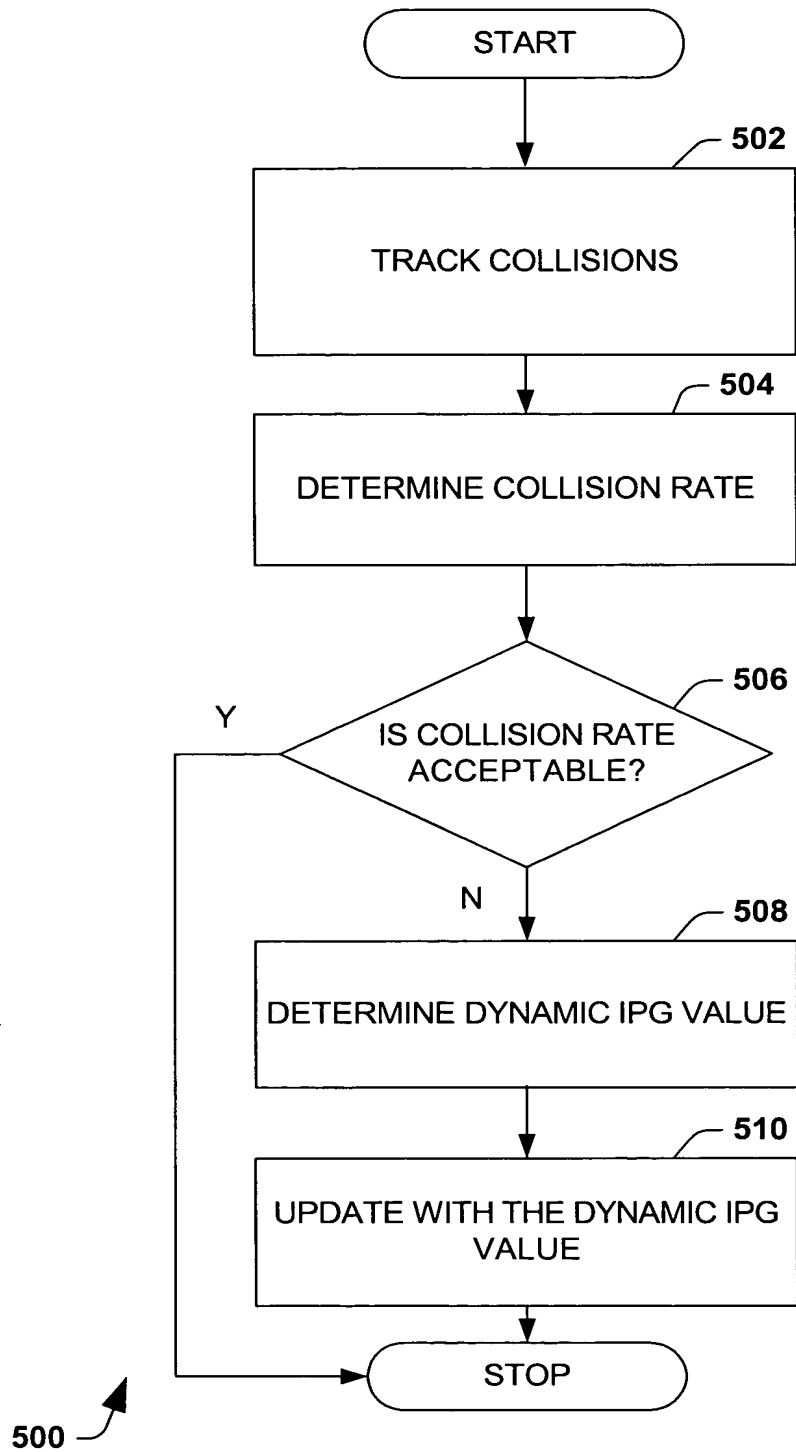 START
502
TRACK COLLISIONS
504
DETERMINE COLLISION RATE
506
Y
IS COLLISION RATE
ACCEPTABLE?
N
508
DETERMINE DYNAMIC IPG VALUE
510
UPDATE WITH THE DYNAMIC IPG
VALUE
STOP
500